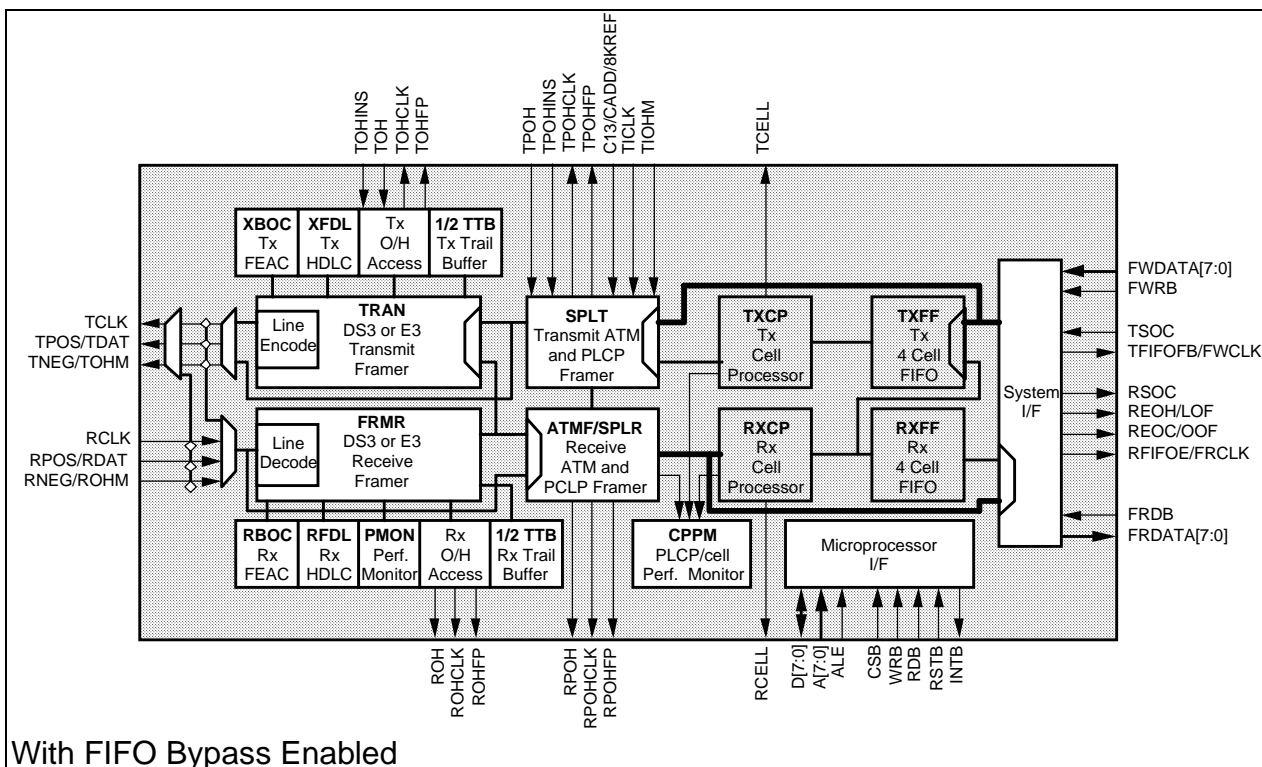 TOHINS
TOH
TOHCLK
TOHFP
TPOH
TPOHINS
TPOHCLK
TPOHFP
C13/CADD/8KREF
TICLK
TIOHM
TCELL
XBOC
Tx
FEAC
XFDL
Tx
HDLC
Tx
O/H
Access
1/2 TTB
Tx Trail
Buffer
TCLK
TPOS/TDAT
TNEG/TOHM
Line
Encode
TRAN
DS3 or E3
Transmit
Framer
SPLT
Transmit ATM
and PLCP
Framer
TXCP
Tx
Cell
Processor
TXFF
Tx
4 Cell
FIFO
System
I/F
FWDATA[7:0]
FWRB
TSOC
TFIFOFB/FWCLK
RSOC
REOH/LOF
REOC/OOF
RFIFOE/FRCLK
FRDB
FRDATA[7:0]
RCLK
RPOS/RDAT
RNEG/ROHM
Line
Decode
FRMR
DS3 or E3
Receive
Framer
ATMF/SPLR
Receive
ATM and
PCLP Framer
RXCP
Rx
Cell
Processor
RXFF
Rx
4 Cell
FIFO
RBOC
Rx
FEAC
RFDL
Rx
HDLC
PMON
Perf.
Monitor
Rx
O/H
Access
1/2 TTB
Rx Trail
Buffer
CPPM
PLCP/cell
Perf. Monitor
Microprocessor
I/F
ROH
ROHCLK
ROHFP
RPOH
RPOHCLK
RPOHFP
RCELL
D[7:0]
A[7:0]
ALE
CSB
WRB
RDB
RSTB
INTB
With FIFO Bypass Enabled